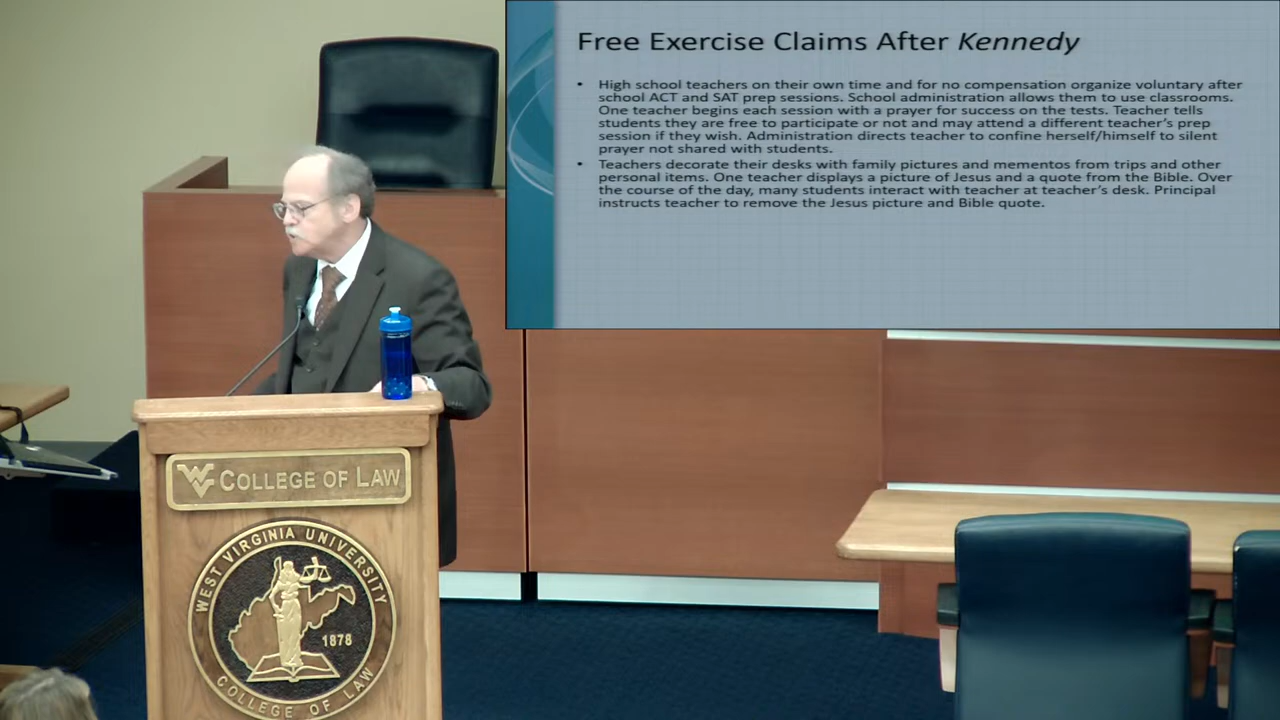 Free Exercise Claims After Kennedy
• High school teachers on their own time and for no compensation organize voluntary after
school ACT and SAT prep sessions. School administration allows them to use classrooms.
One teacher begins each session with a prayer for success on the tests. Teacher tells
students they are free to participate or not and may attend a different teacher's prep
session if they wish. Administration directs teacher to confine herself/himself to silent
prayer not shared with students.
• Teachers decorate their desks with family pictures and mementos from trips and other
personal items. One teacher displays a picture of Jesus and a quote from the Bible. Over
the course of the day, many students interact with teacher at teacher's desk. Principal
instructs teacher to remove the Jesus picture and Bible quote.
WV COLLEGE OF LAW
WEST VIRGINIA UNIVERSITY
1878
COLLEGE OF LAW